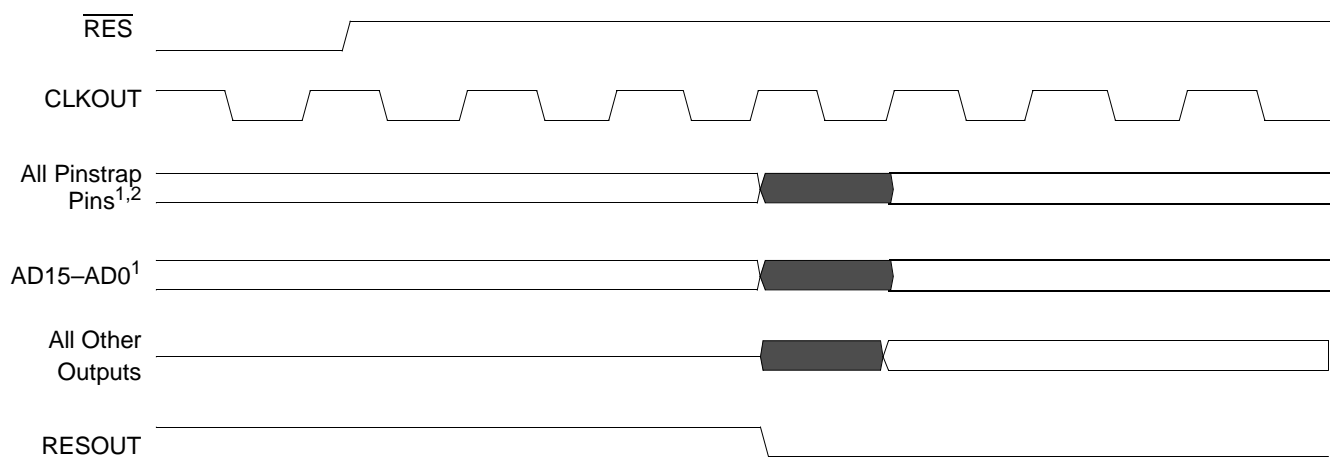 RES
CLKOUT
All Pinstrap
Pins1,2
AD15–AD01
All Other
Outputs
RESOUT